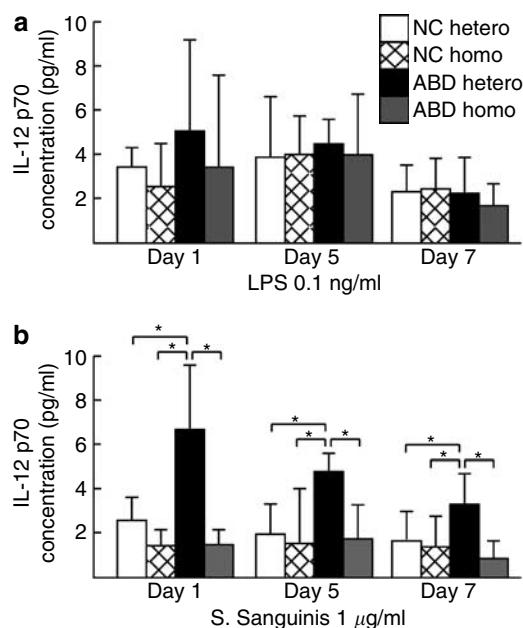 a
IL-12 p70
concentration (pg/ml)
10
8
6
4
2
NC hetero
NC homo
ABD hetero
ABD homo
Day 1
Day 5
Day 7
LPS 0.1 ng/ml
b
IL-12 p70
concentration (pg/ml)
10
8
6
4
2
*
*
*
*
*
*
*
*
*
Day 1
Day 5
Day 7
S. Sanguinis 1 μg/ml